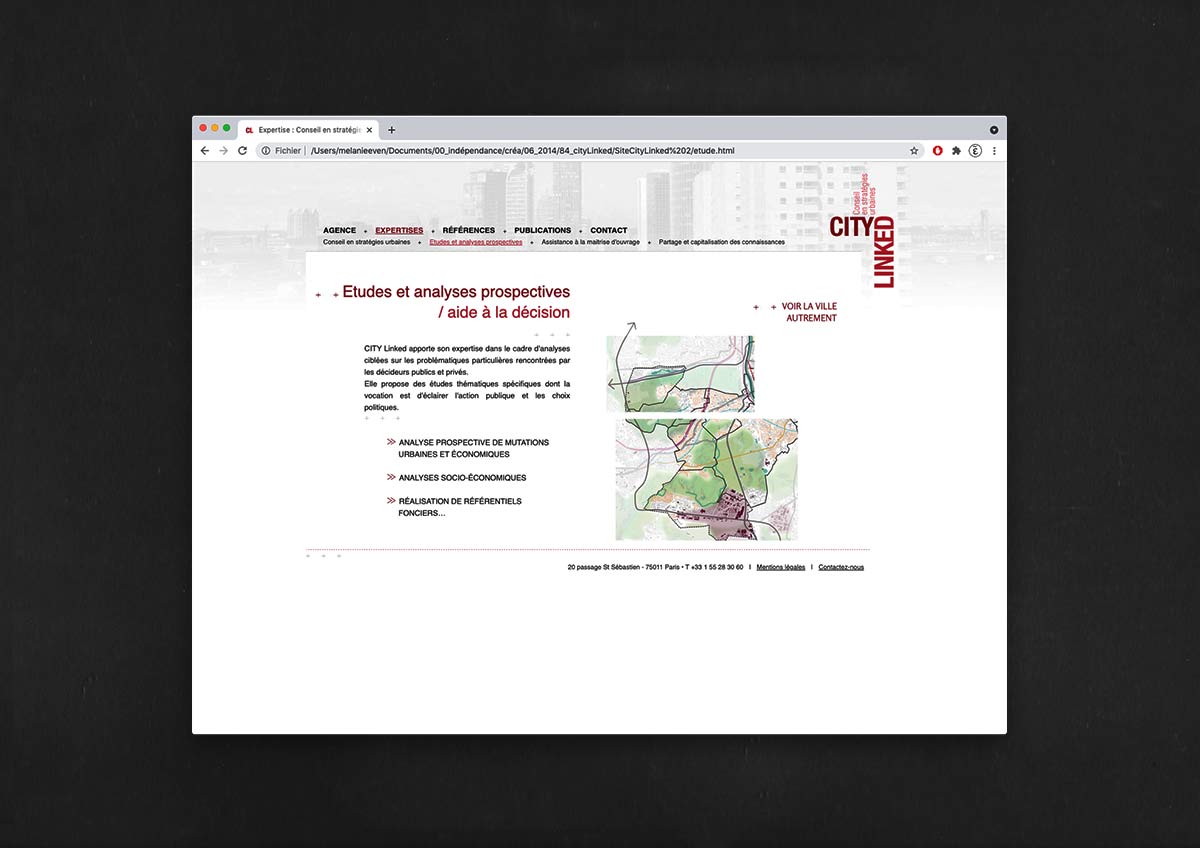 CL Expertise : Conseil en stratégie
Fichier | /Users/melanieeven/Documents/00_indépendance/créa/06_2014/84_cityLinked/SiteCityLinked%202/etude.html
Conseil
en stratégies
urbaines
CITY
LINKED
AGENCE + EXPERTISES + RÉFÉRENCES + PUBLICATIONS + CONTACT
Conseil en stratégies urbaines + Etudes et analyses prospectives + Assistance à la maitrise d'ouvrage + Partage et capitalisation des connaissances
+ + Etudes et analyses prospectives
/ aide à la décision
+ + VOIR LA VILLE
AUTREMENT
+ + +
CITY Linked apporte son expertise dans le cadre d'analyses
ciblées sur les problématiques particulières rencontrées par
les décideurs publics et privés.
Elle propose des études thématiques spécifiques dont la
vocation est d'éclairer l'action publique et les choix
politiques.
+ + +
>> ANALYSE PROSPECTIVE DE MUTATIONS
URBAINES ET ÉCONOMIQUES
>> ANALYSES SOCIO-ÉCONOMIQUES
>> RÉALISATION DE RÉFÉRENTIELS
FONCIERS...
+ + +
20 passage St Sébastien - 75011 Paris • T +33 1 55 28 30 60 I Mentions légales I Contactez-nous